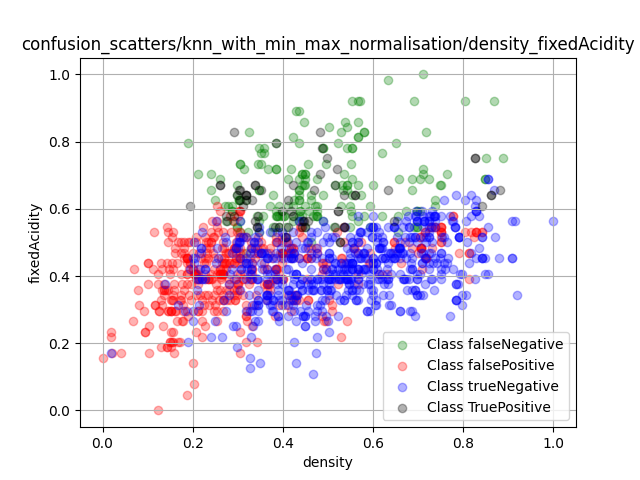 confusion_scatters/knn_with_min_max_normalisation/density_fixedAcidity
1.0
0.8
0.6
0.4
0.2
0.0
fixedAcidity
Class falseNegative
Class falsePositive
Class trueNegative
Class TruePositive
0.0 0.2 0.4 0.6 0.8 1.0
density